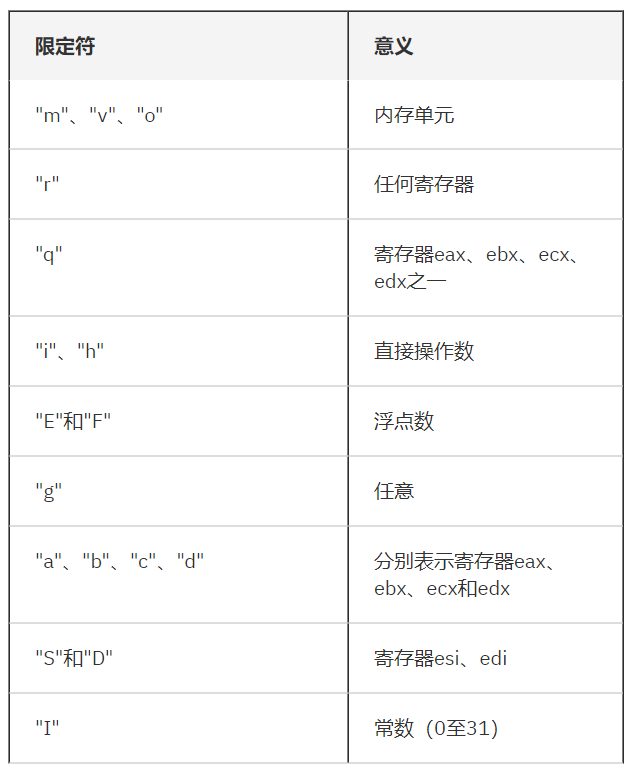 限定符 意义
"m"、"v"、"o" 内存单元
"r" 任何寄存器
"q" 寄存器eax、ebx、ecx、
edx之一
"i"、"h" 直接操作数
"E"和"F" 浮点数
"g" 任意
"a"、"b"、"c"、"d" 分别表示寄存器eax、
ebx、ecx和edx
"S"和"D" 寄存器esi、edi
"I" 常数（0至31）